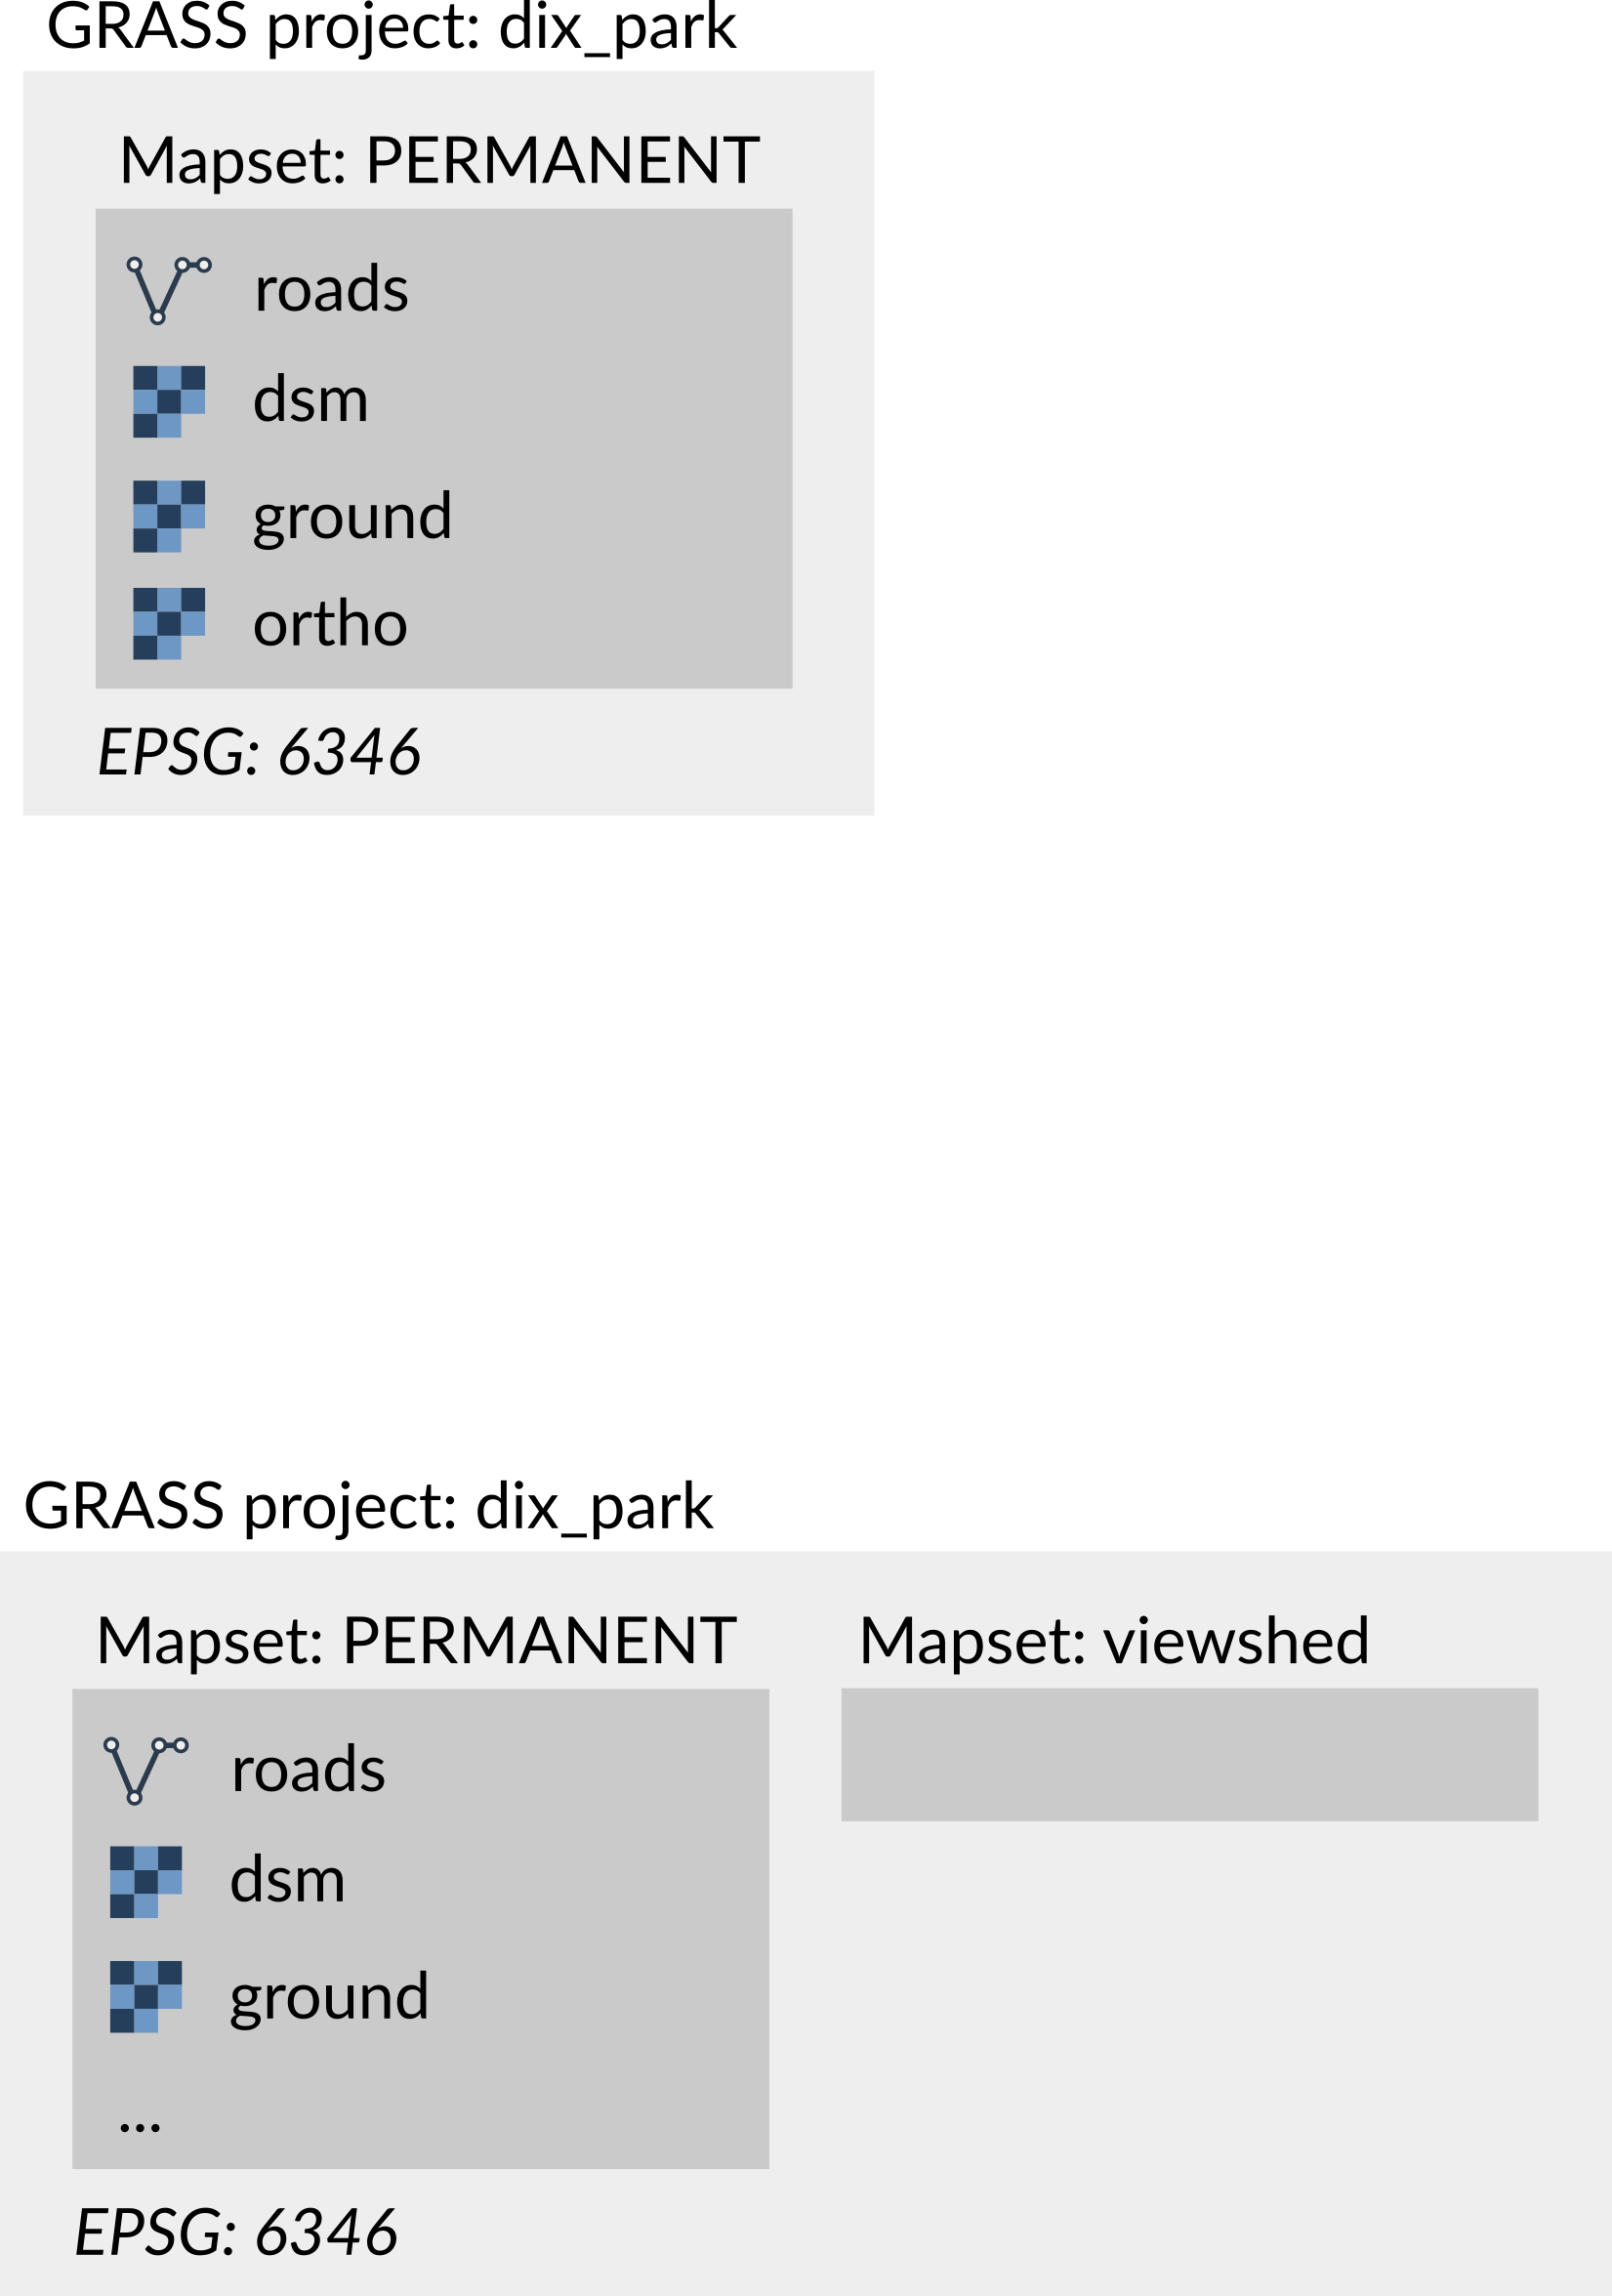 GRASS project: dix_park
Mapset: PERMANENT
roads
dsm
ground
ortho
EPSG: 6346
GRASS project: dix_park
Mapset: PERMANENT
Mapset: viewshed
roads
dsm
ground
...
EPSG: 6346